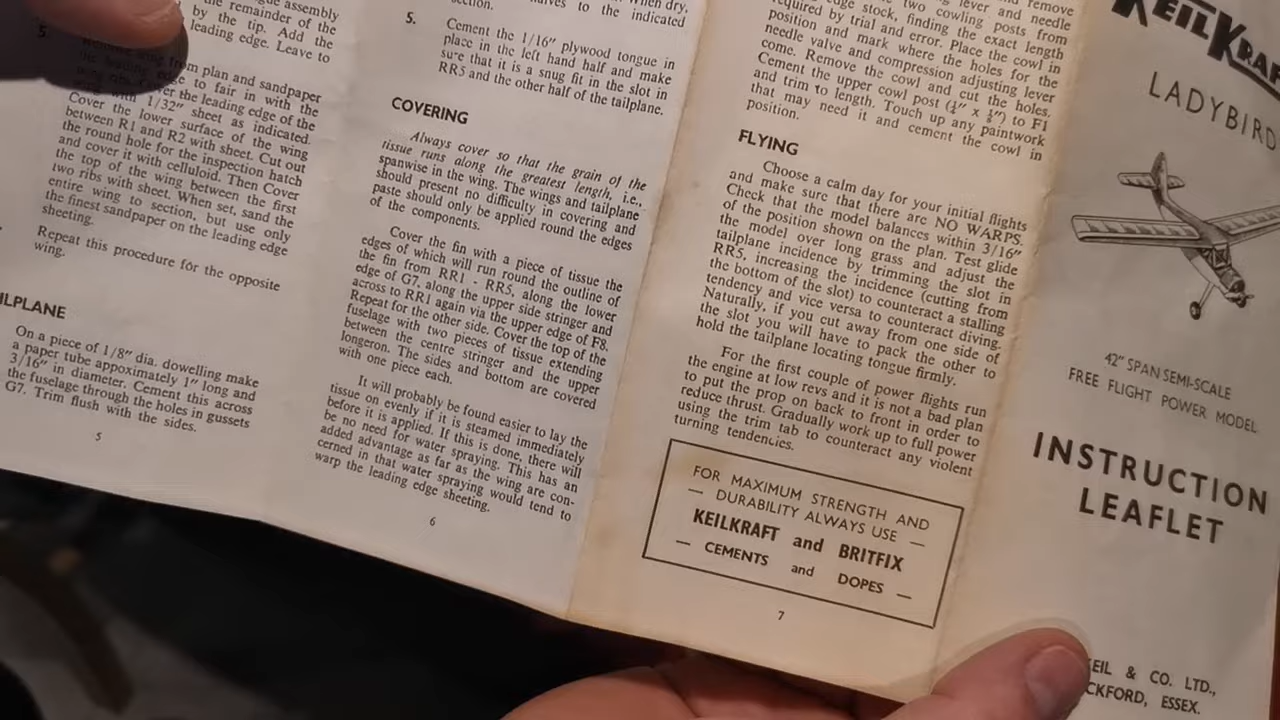 assembly
the remainder of
by the tip. Add the
leading edge. Leave to
5.
from plan and sandpaper
to fair in with the
over the leading edge of the
with 1/32″ sheet as indicated.
Cover the lower surface of the wing
between R1 and R2 with sheet. Cut out
the round hole for the inspection hatch
and cover it with celluloid. Then Cover
the top of the wing between the first
two ribs with sheet. When set, sand the
entire wing to section, but use only
the finest sandpaper on the leading edge
sheeting.
Repeat this procedure for the opposite
wing.
ILPLANE
On a piece of 1/8″ dia. dowelling make
a paper tube appoximately 1″ long and
3/16″ in diameter. Cement this across
the fuselage through the holes in gussets
G7. Trim flush with the sides.
5
When dry,
to the indicated
section.
5. Cement the 1/16″ plywood tongue in
place in the left hand half and make
sure that it is a snug fit in the slot in
RR5 and the other half of the tailplane.
COVERING
Always cover so that the grain of the
tissue runs along the greatest length, i.e.,
spanwise in the wing. The wings and tailplane
should present no difficulty in covering and
paste should only be applied round the edges
of the components.
Cover the fin with a piece of tissue the
edges of which will run round the outline of
the fin from RR1 - RR5, along the lower
edge of G7, along the upper side stringer and
across to RR1 again via the upper edge of F8.
Repeat for the other side. Cover the top of the
fuselage with two pieces of tissue extending
between the centre stringer and the upper
longeron. The sides and bottom are covered
with one piece each.
It will probably be found easier to lay the
tissue on evenly if it is steamed immediately
before it is applied. If this is done, there will
be no need for water spraying. This has an
added advantage as far as the wing are con-
cerned in that water spraying would tend to
warp the leading edge sheeting.
6
lever and needle
remove
two cowling posts from
edge stock, finding the exact length
required by trial and error. Place the cowl in
position and mark where the holes for the
needle valve and compression adjusting lever
come. Remove the cowl and cut the holes.
Cement the upper cowl post (¼″ x ⅛″) to F1
and trim to length. Touch up any paintwork
that may need it and cement the cowl in
position.
FLYING
Choose a calm day for your initial flights
and make sure that there are NO WARPS.
Check that the model balances within 3/16″
of the position shown on the plan. Test glide
the model over long grass and adjust the
tailplane incidence by trimming the slot in
RR5, increasing the incidence (cutting from
the bottom of the slot) to counteract a stalling
tendency and vice versa to counteract diving.
Naturally, if you cut away from one side of
the slot you will have to pack the other to
hold the tailplane locating tongue firmly.
For the first couple of power flights run
the engine at low revs and it is not a bad plan
to put the prop on back to front in order to
reduce thrust. Gradually work up to full power
using the trim tab to counteract any violent
turning tendencies.
FOR MAXIMUM STRENGTH AND
— DURABILITY ALWAYS USE —
KEILKRAFT and BRITFIX
— CEMENTS and DOPES —
7
KEILKRAF
LADYBIRD
42″ SPAN SEMI-SCALE
FREE FLIGHT POWER MODEL
INSTRUCTION
LEAFLET
EIL & CO. LTD.,
CKFORD, ESSEX.